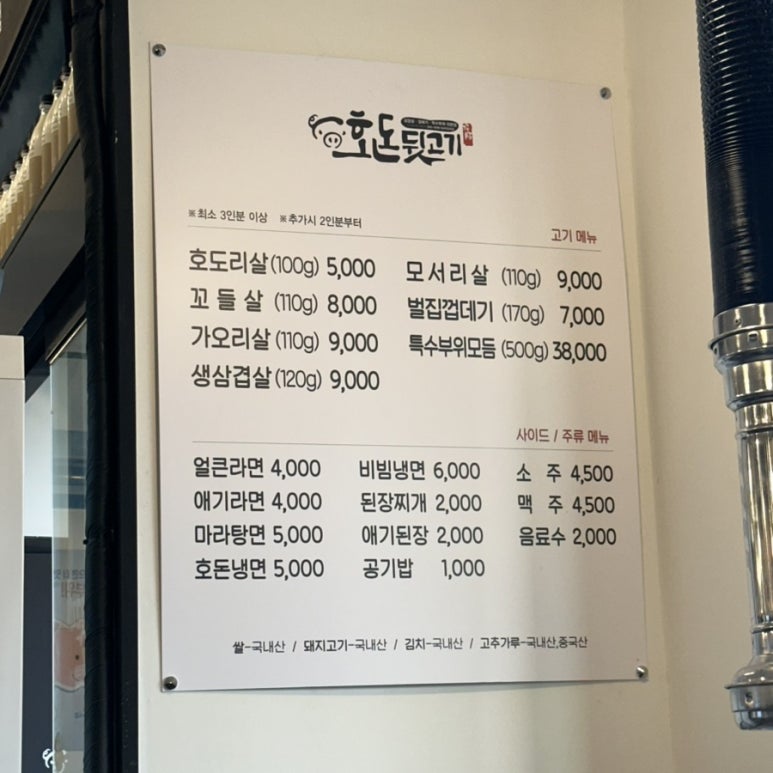 호돈뒷고기
※최소 3인분 이상 ※추가시 2인분부터
고기 메뉴
호도리살(100g) 5,000
꼬들살 (110g) 8,000
가오리살(110g) 9,000
생삼겹살(120g) 9,000
모서리살 (110g) 9,000
벌집껍데기 (170g) 7,000
특수부위모듬 (500g) 38,000
사이드 / 주류 메뉴
얼큰라면 4,000
애기라면 4,000
마라탕면 5,000
호돈냉면 5,000
비빔냉면 6,000
된장찌개 2,000
애기된장 2,000
공기밥 1,000
소 주 4,500
맥 주 4,500
음료수 2,000
쌀-국내산 / 돼지고기-국내산 / 김치-국내산 / 고추가루-국내산,중국산